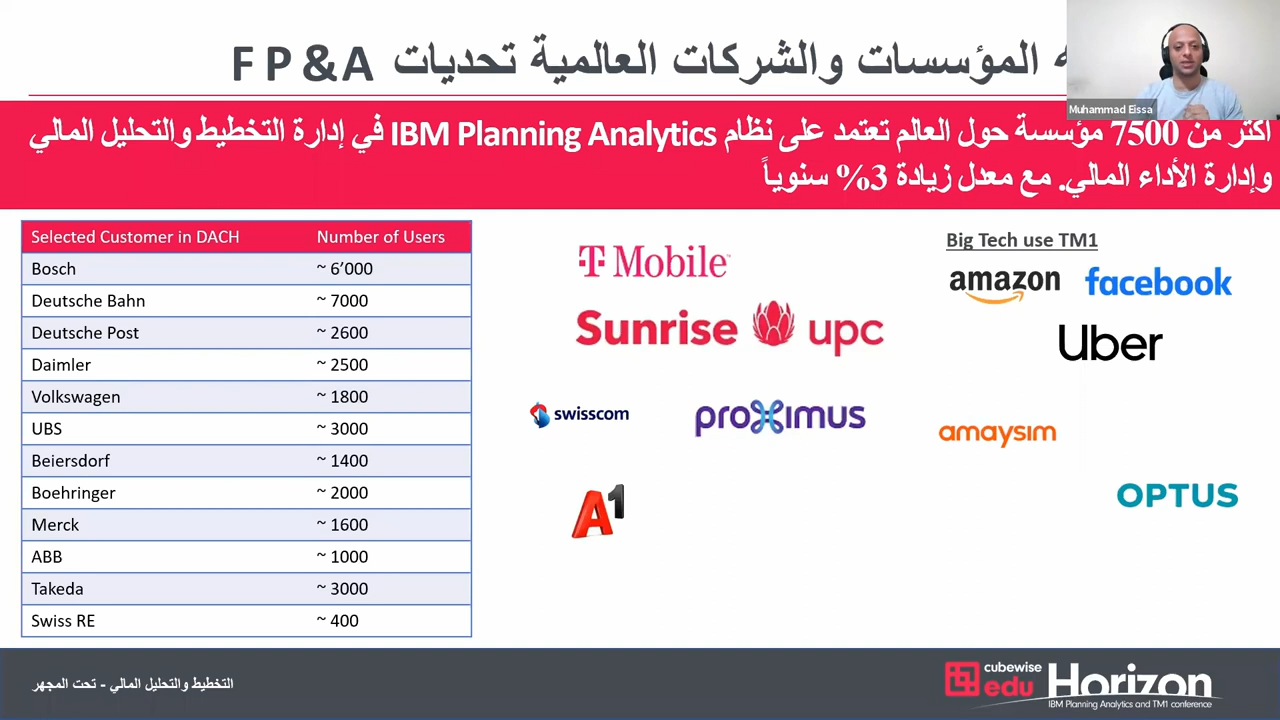 المؤسسات والشركات العالمية تحديات FP&A
Muhammad Eissa
أكثر من 7500 مؤسسة حول العالم تعتمد على نظام IBM Planning Analytics في إدارة التخطيط والتحليل المالي
وإدارة الأداء المالي. مع معدل زيادة 3% سنوياً
Selected Customer in DACH Number of Users
Bosch ~ 6’000
Deutsche Bahn ~ 7000
Deutsche Post ~ 2600
Daimler ~ 2500
Volkswagen ~ 1800
UBS ~ 3000
Beiersdorf ~ 1400
Boehringer ~ 2000
Merck ~ 1600
ABB ~ 1000
Takeda ~ 3000
Swiss RE ~ 400
T Mobile
Sunrise upc
swisscom proximus
A1
Big Tech use TM1
amazon facebook
Uber
amaysim
OPTUS
التخطيط والتحليل المالي - تحت المجهر
cubewise
edu Horizon
IBM Planning Analytics and TM1 conference